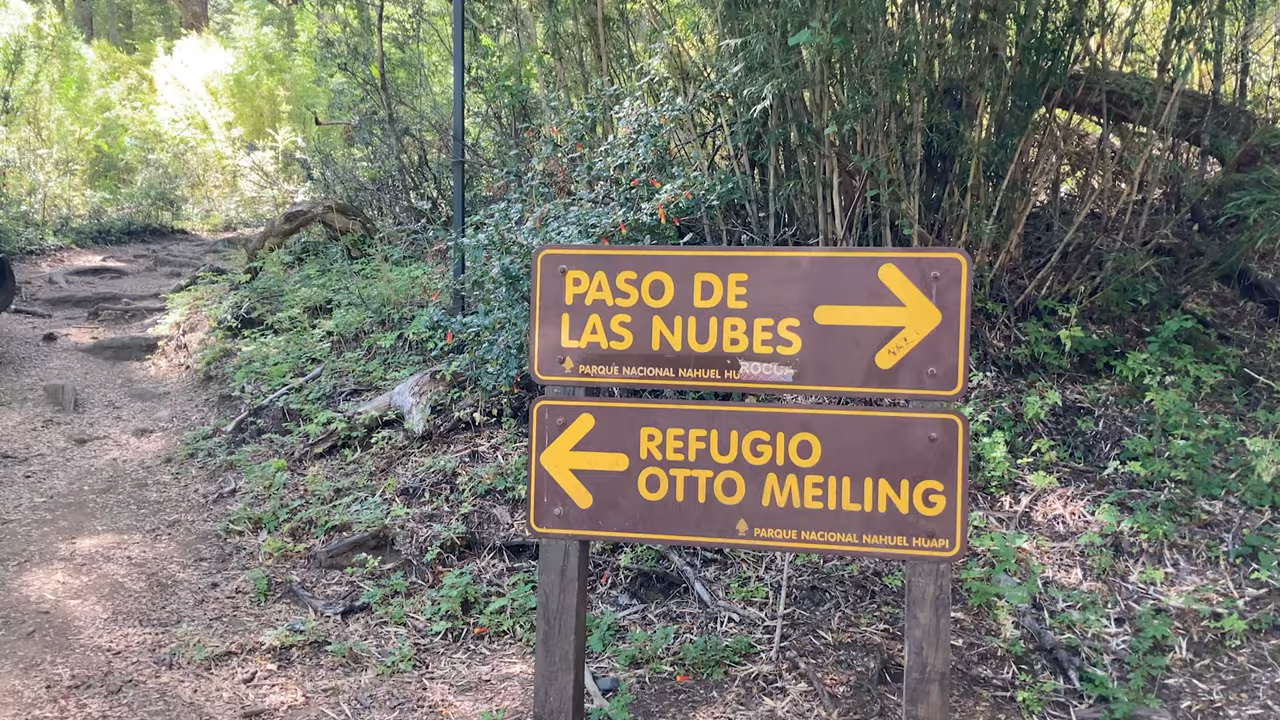 PASO DE
LAS NUBES
PARQUE NACIONAL NAHUEL HU
REFUGIO
OTTO MEILING
PARQUE NACIONAL NAHUEL HUAPI